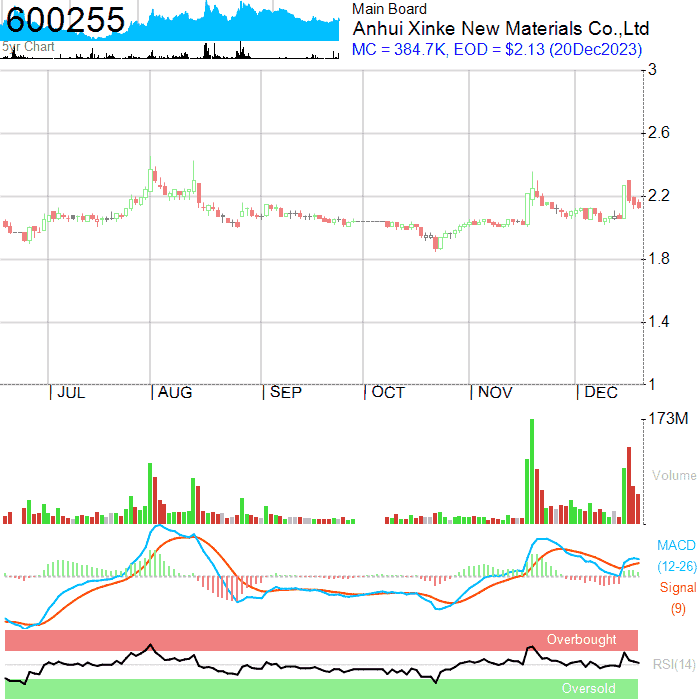 600255
5yr Chart
Main Board
Anhui Xinke New Materials Co.,Ltd
MC = 384.7K, EOD = $2.13 (20Dec2023)
3
2.6
2.2
1.8
1.4
1
JUL AUG SEP OCT NOV DEC
173M
Volume
MACD
(12-26)
Signal
(9)
Overbought
RSI(14)
Oversold